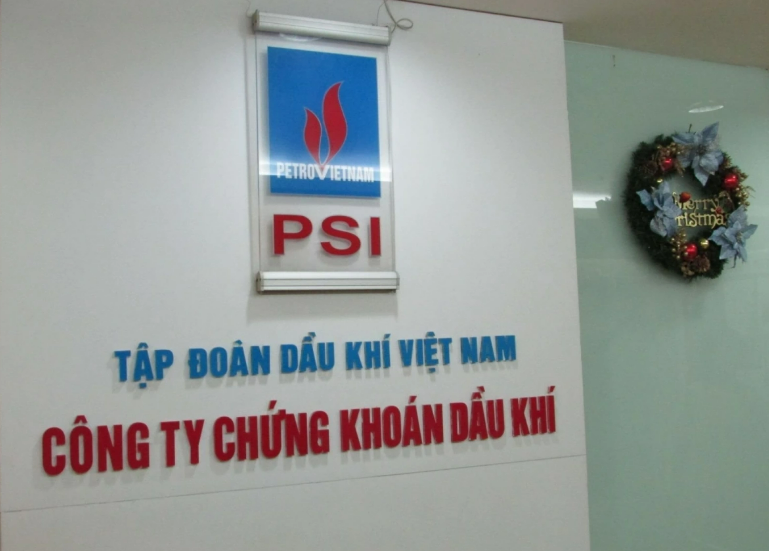 PETROVIETNAM
PSI
TẬP ĐOÀN DẦU KHÍ VIỆT NAM
CÔNG TY CHỨNG KHOÁN DẦU KHÍ
Merry
Christmas